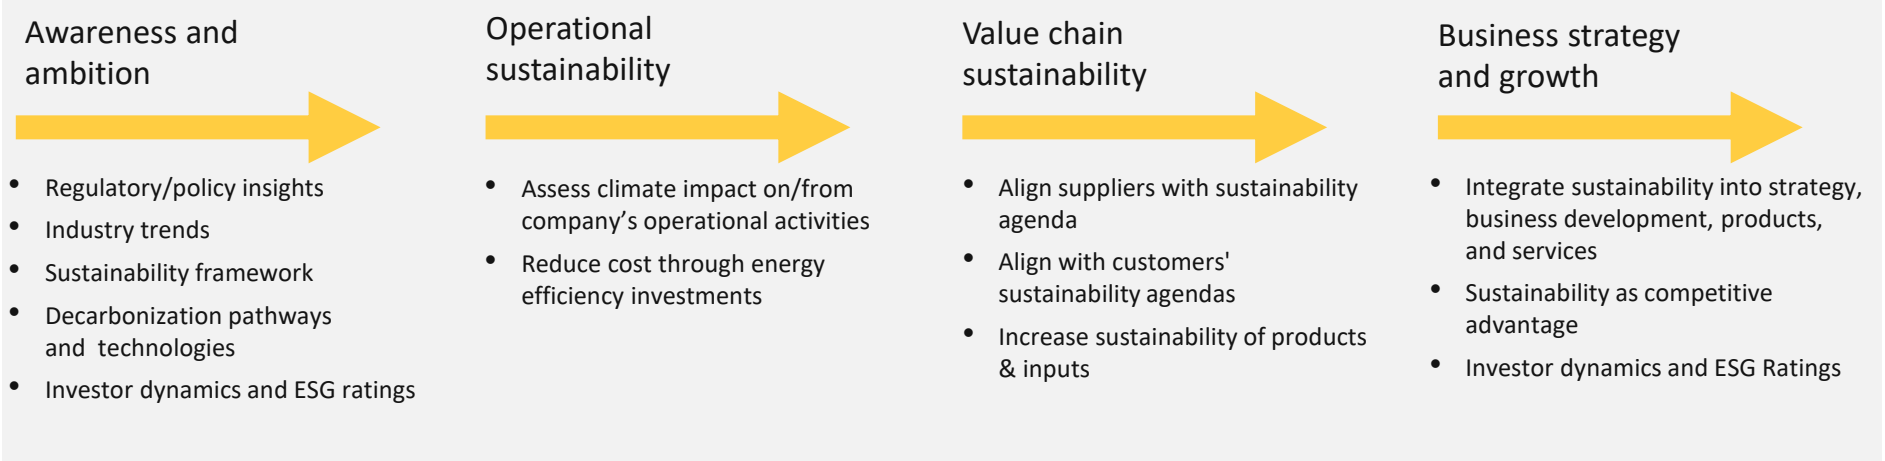 Awareness and
ambition
• Regulatory/policy insights
• Industry trends
• Sustainability framework
• Decarbonization pathways
and technologies
• Investor dynamics and ESG ratings
Operational
sustainability
• Assess climate impact on/from
company’s operational activities
• Reduce cost through energy
efficiency investments
Value chain
sustainability
• Align suppliers with sustainability
agenda
• Align with customers'
sustainability agendas
• Increase sustainability of products
& inputs
Business strategy
and growth
• Integrate sustainability into strategy,
business development, products,
and services
• Sustainability as competitive
advantage
• Investor dynamics and ESG Ratings